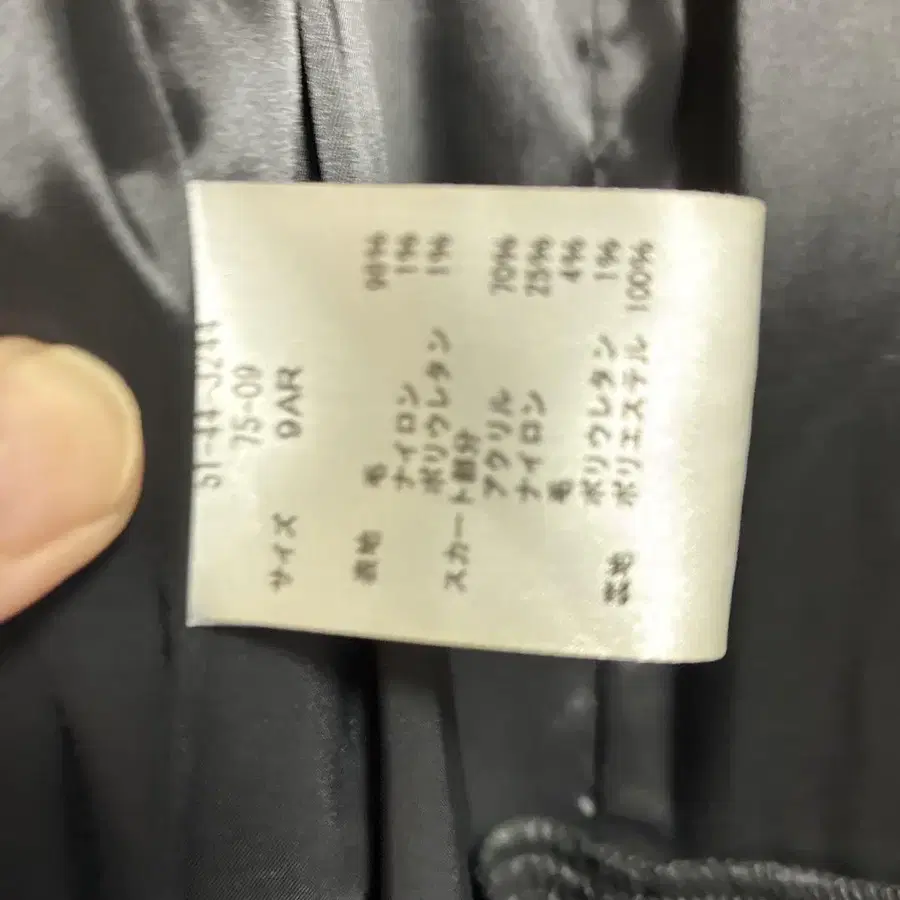 51-44-3244
75-09
サイズ 9AR
表地 毛 98%
ナイロン 1%
ポリウレタン 1%
スカート部分
アクリル 70%
ナイロン 25%
毛 4%
ポリウレタン 1%
裏地 ポリエステル 100%